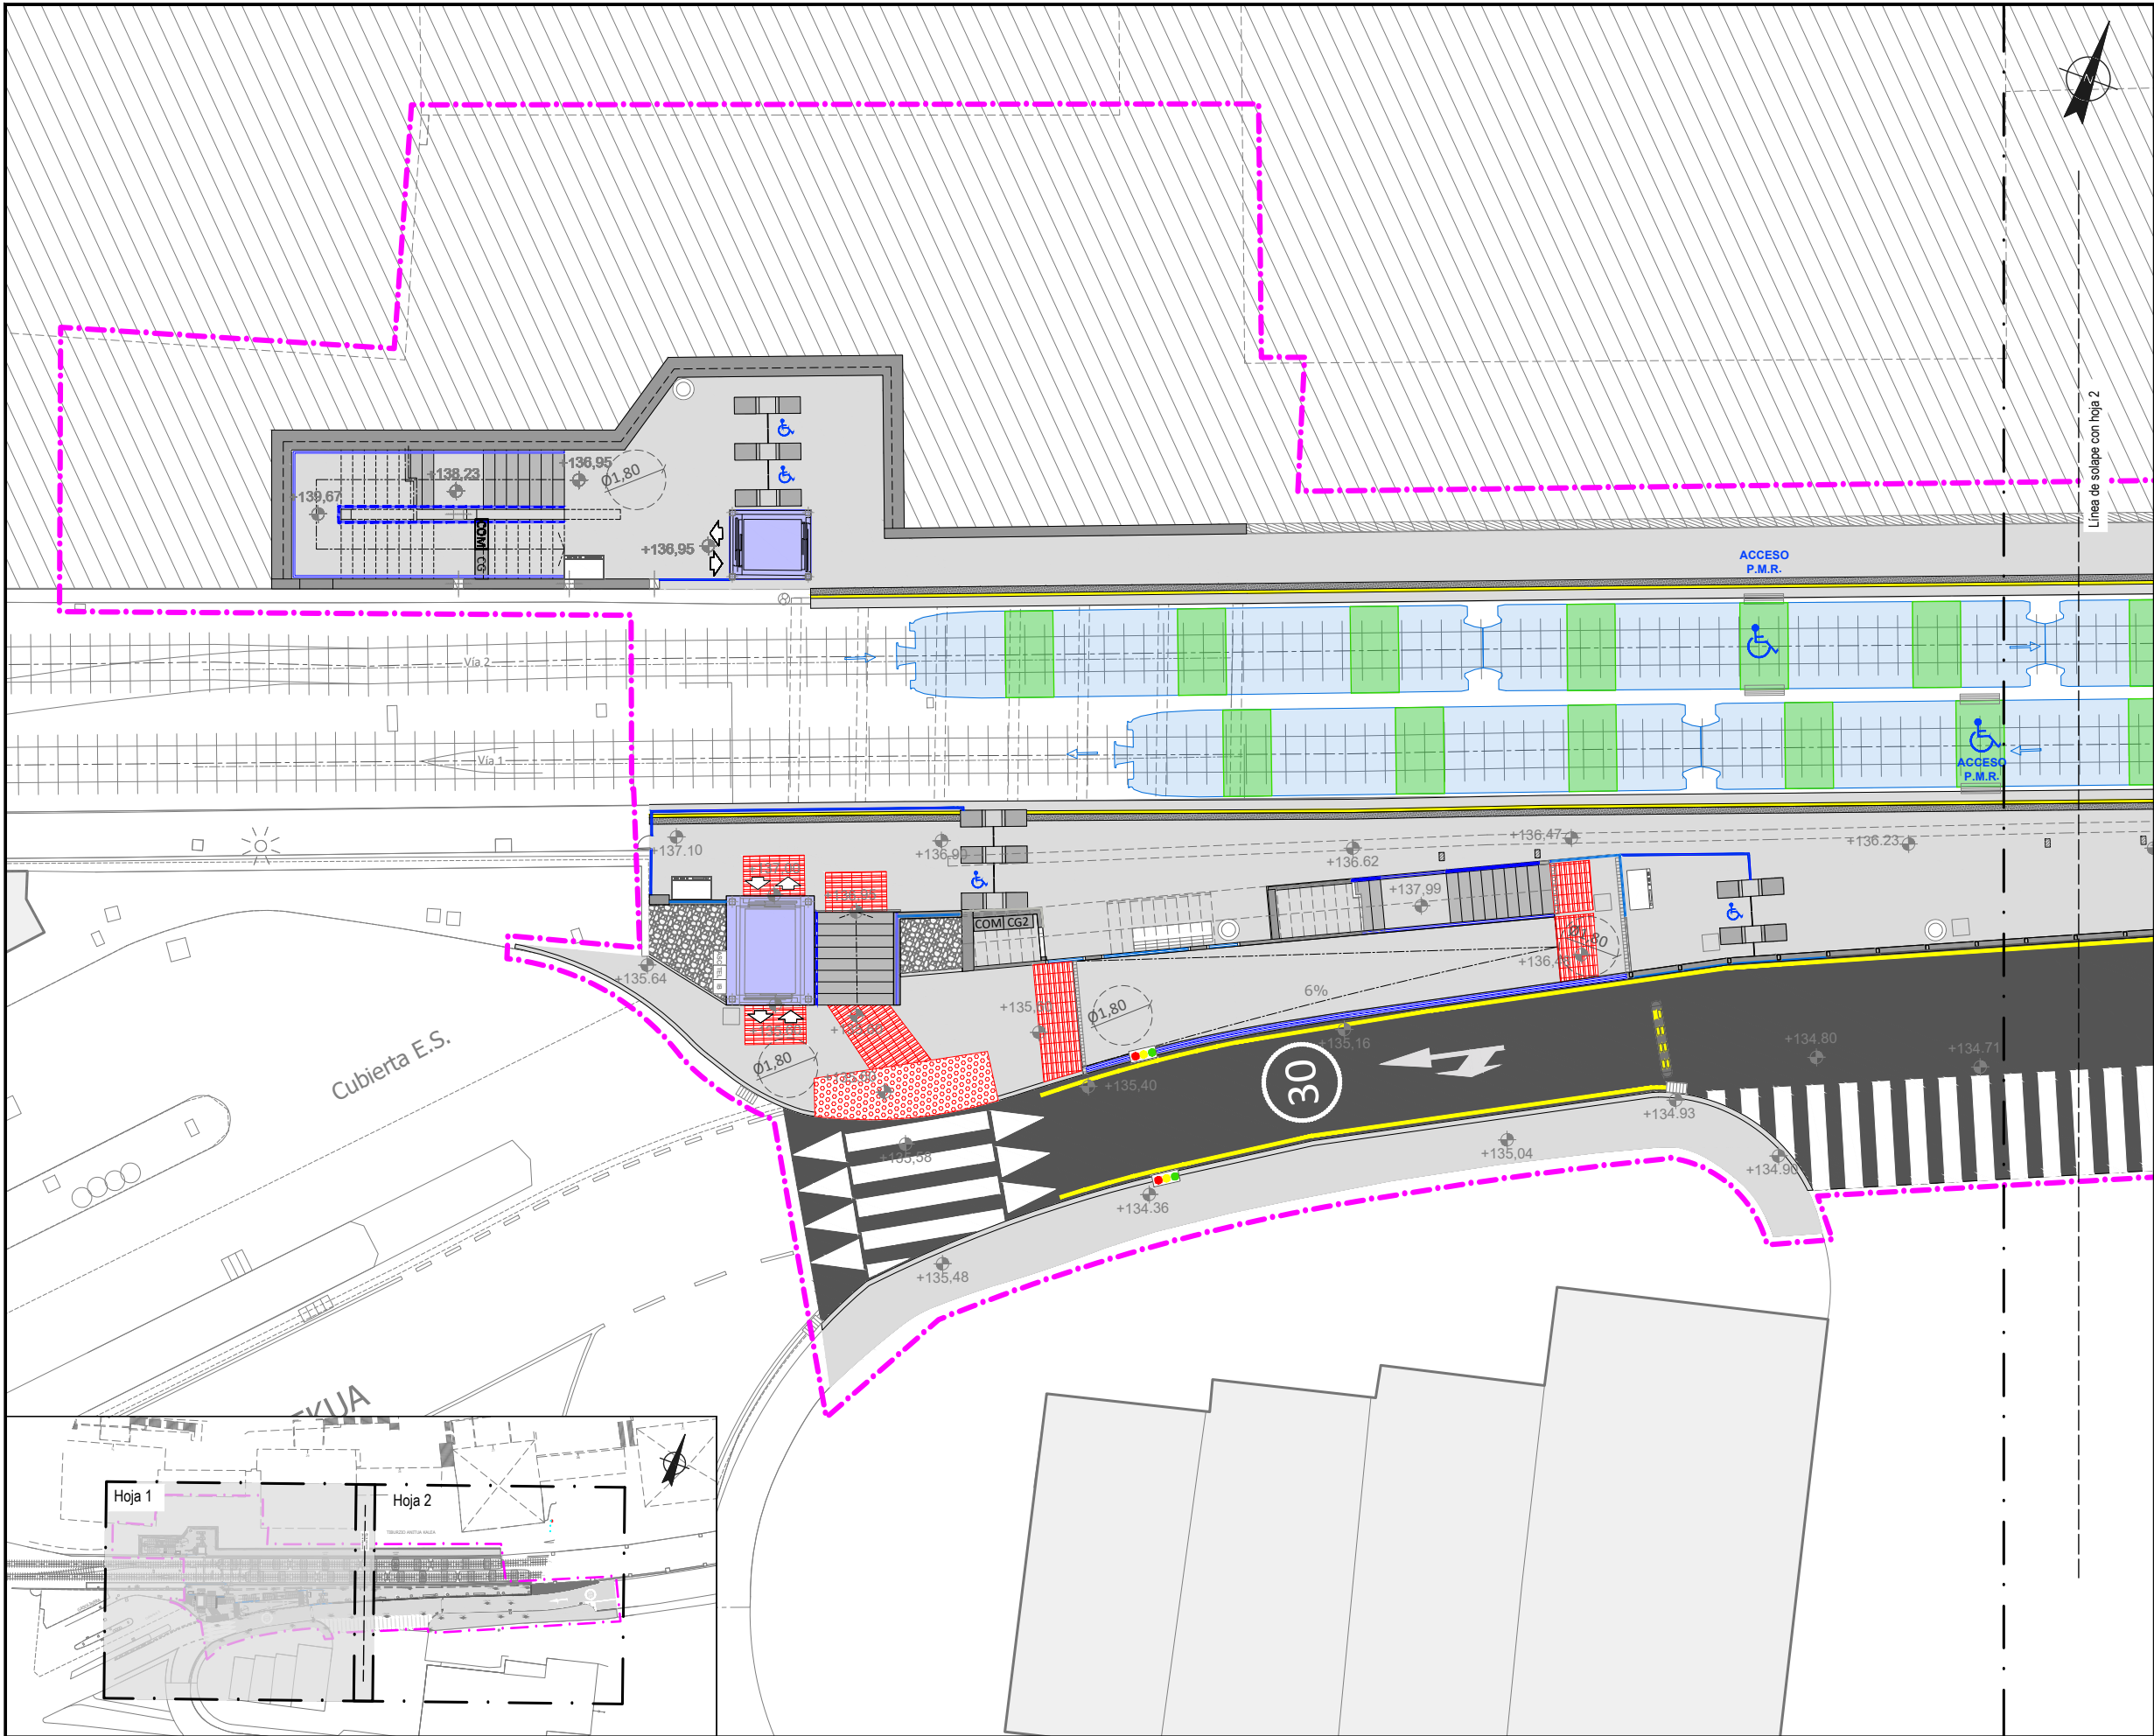 N
Línea de solape con hoja 2
+139,67
+138,23
+136,95
Ø1,80
COM
CG
+136,95
ACCESO
P.M.R.
Vía 2
Vía 1
ACCESO
P.M.R.
+137.10
+136.62
+136,47
+136.23
+137,99
COM
CG2
+135.64
Ø1,80
6%
Ø1,80
+135,16
+134.80
+134.71
Ø1,80
+135,40
30
+134.93
+135,58
+135,04
+134.90
+134.36
+135,48
Cubierta E.S.
Hoja 1
Hoja 2